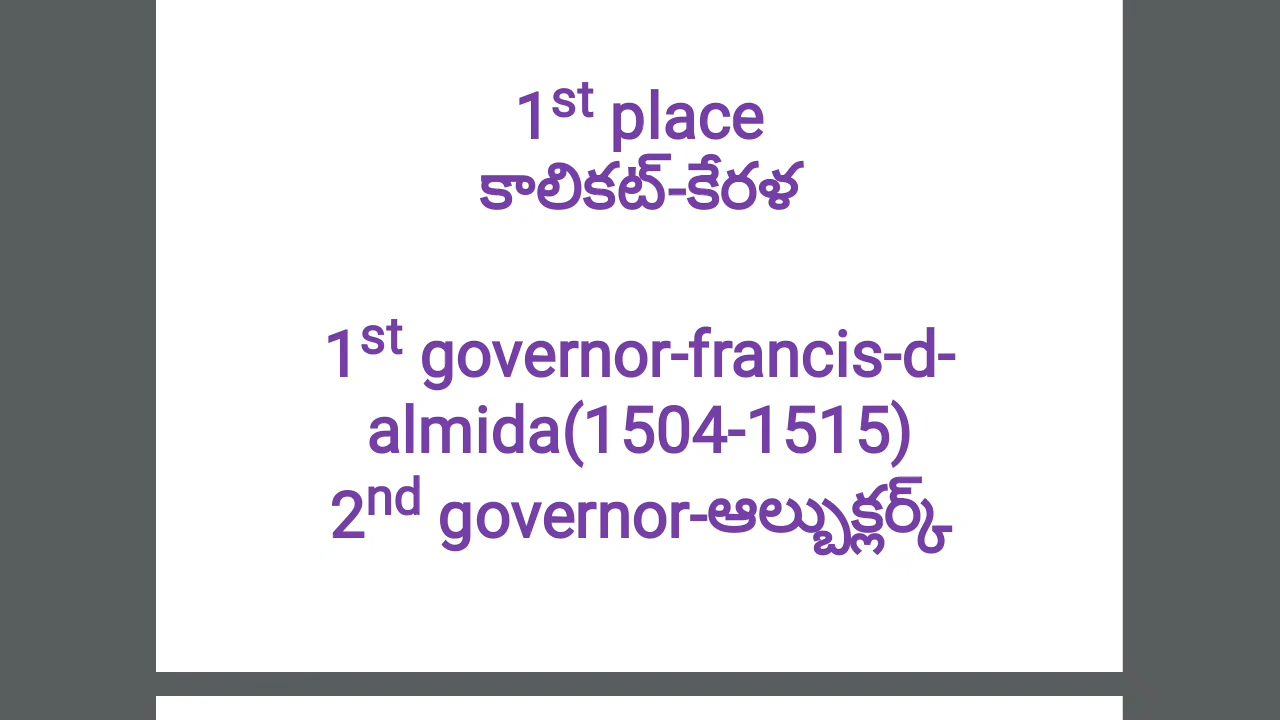 1st place
కాలికట్-కేరళ
1st governor-francis-d-
almida(1504-1515)
2nd governor-ఆల్బుక్లర్క్